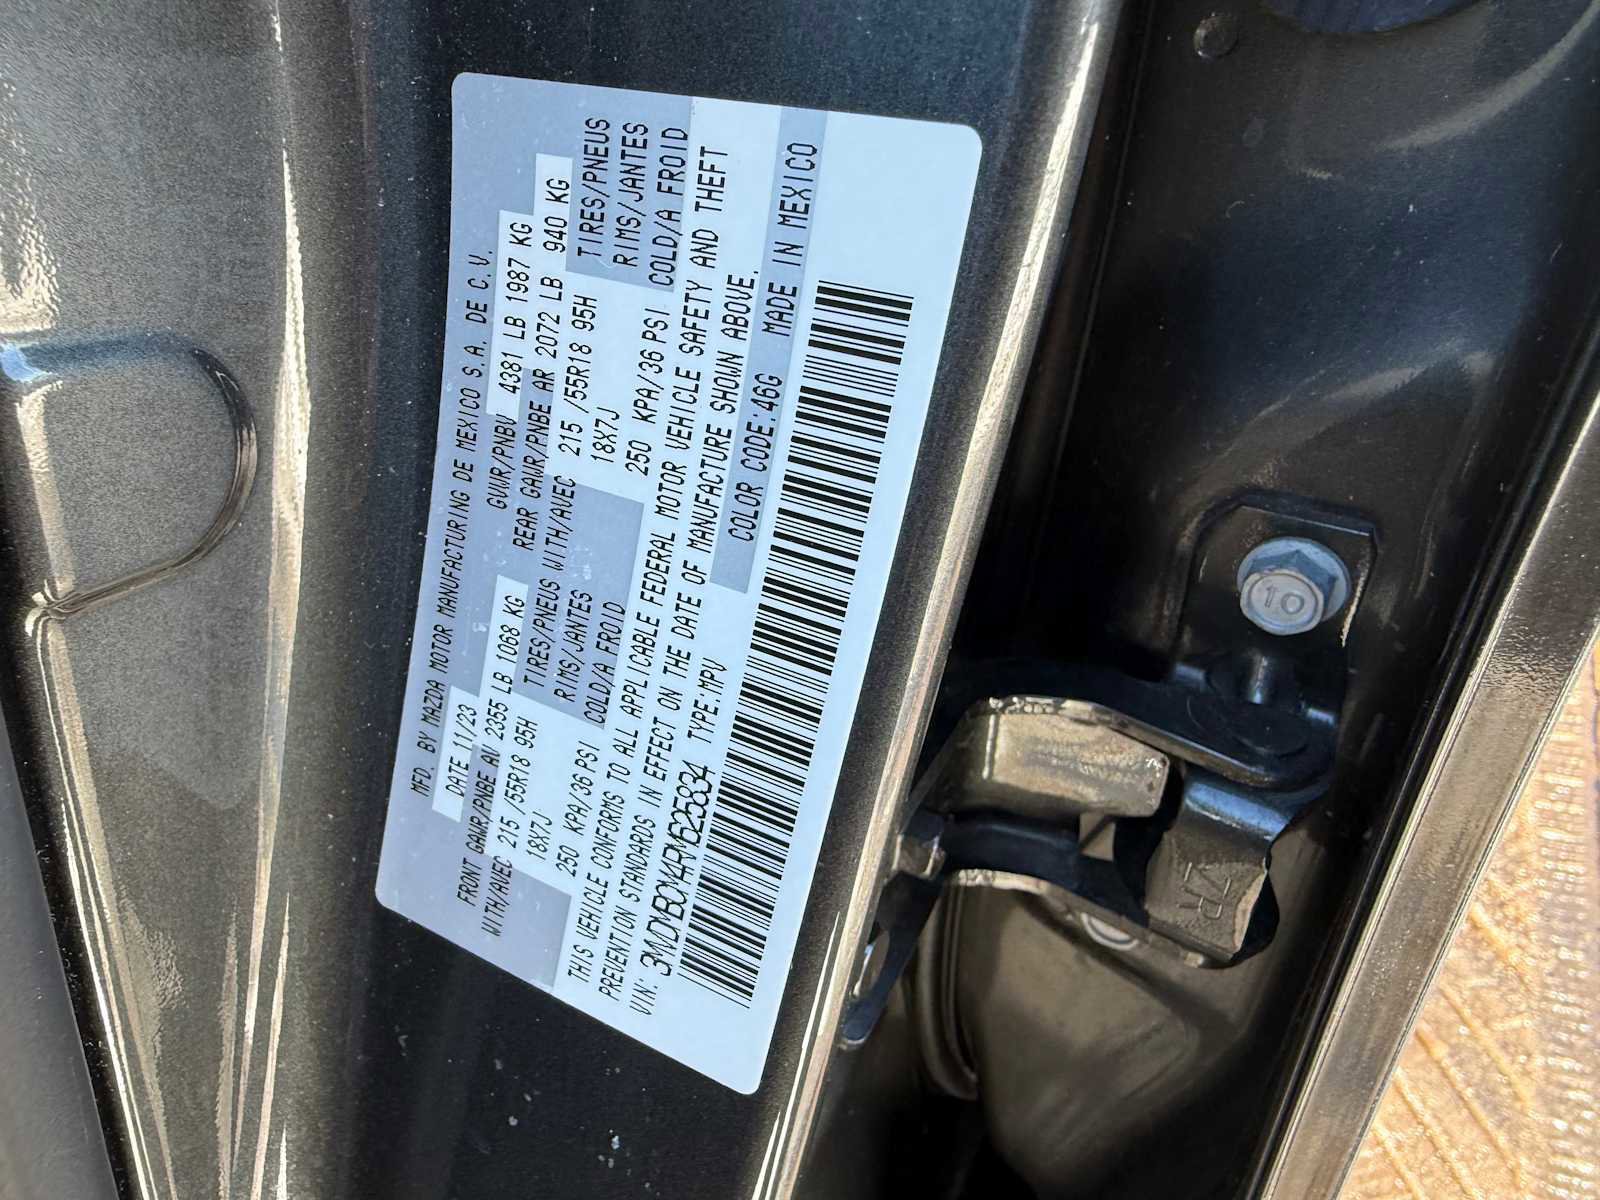 MFD. BY MAZDA MOTOR MANUFACTURING DE MEXICO S.A. DE C.V.
DATE 11/23 GVWR/PNBV 4381 LB 1987 KG
FRONT GAWR/PNBE AV 2355 LB 1068 KG REAR GAWR/PNBE AR 2072 LB 940 KG
WITH/AVEC 215 /55R18 95H TIRES/PNEUS WITH/AVEC 215 /55R18 95H TIRES/PNEUS
18X7J RIMS/JANTES 18X7J RIMS/JANTES
250 KPA/36 PSI COLD/A FROID 250 KPA/36 PSI. COLD/A FROID
THIS VEHICLE CONFORMS TO ALL APPLICABLE FEDERAL MOTOR VEHICLE SAFETY AND THEFT
PREVENTION STANDARDS IN EFFECT ON THE DATE OF MANUFACTURE SHOWN ABOVE.
VIN: 3MVDMBCM4RM625834 TYPE:MPV COLOR CODE:46G MADE IN MEXICO
10
ZR